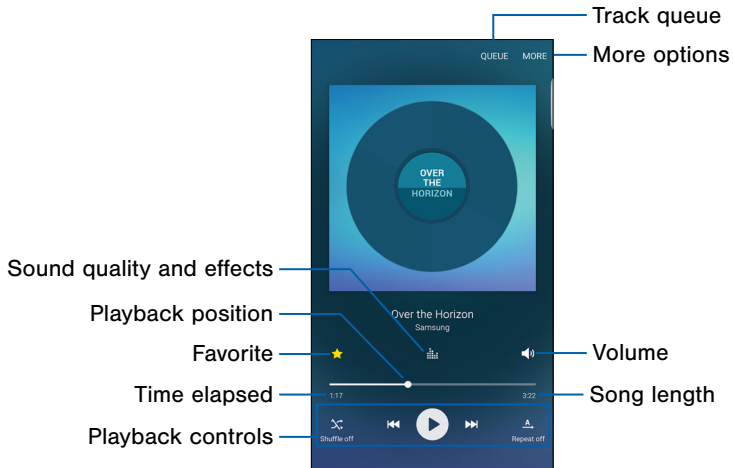 Track queue
QUEUE MORE
More options
OVER
THE
HORIZON
Sound quality and effects
Playback position
Over the Horizon
Samsung
Favorite
Volume
Time elapsed
1:17
3:22
Song length
Playback controls
Shuffle off
A
Repeat off